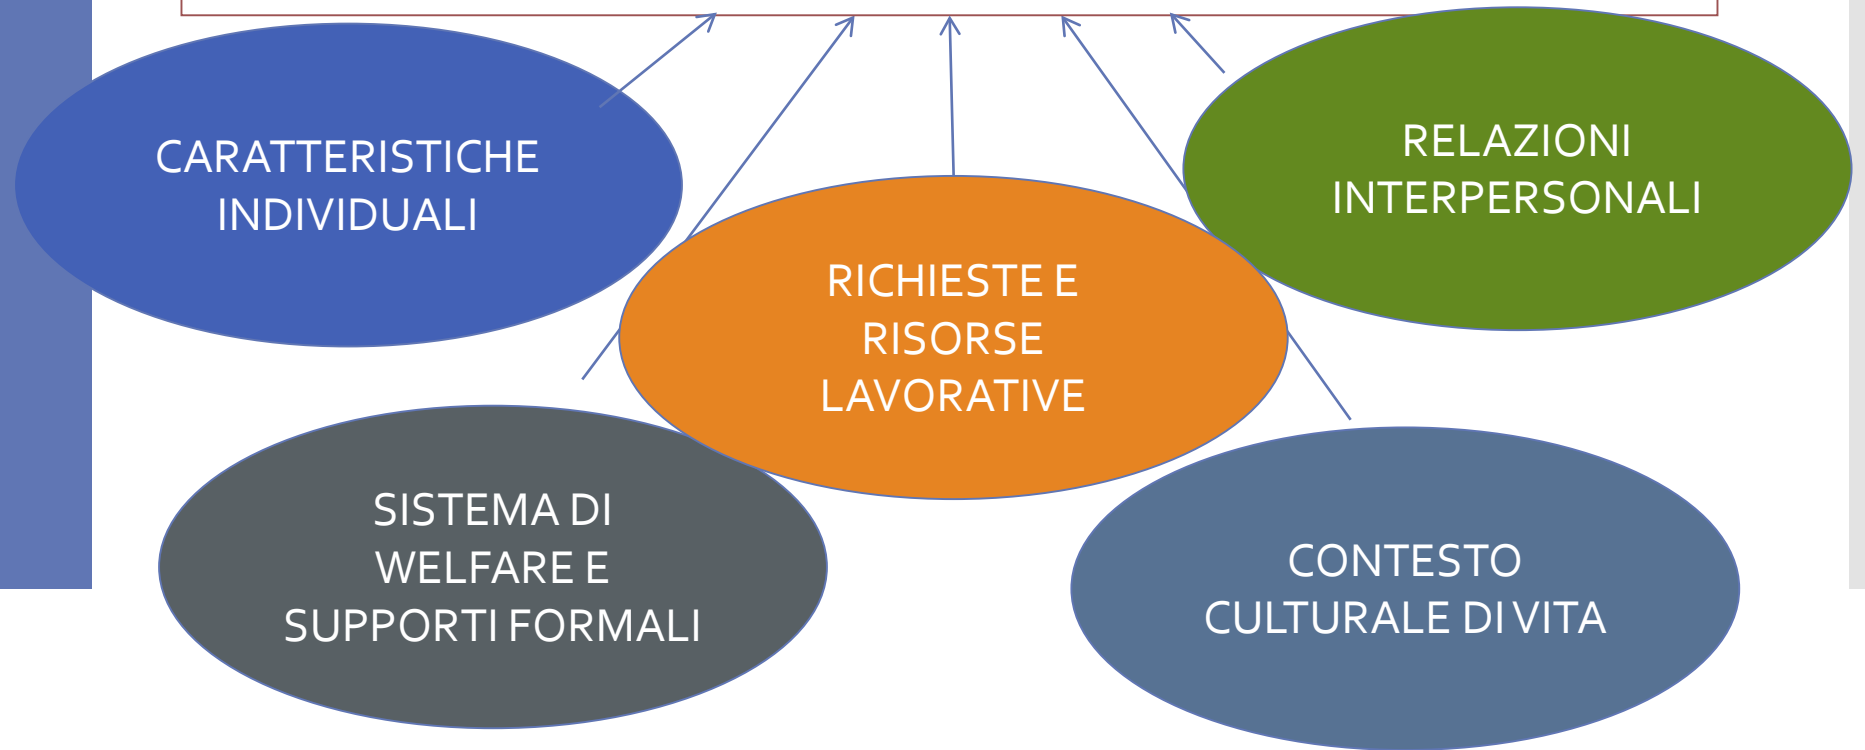 CARATTERISTICHE
INDIVIDUALI
RELAZIONI
INTERPERSONALI
RICHIESTE E
RISORSE
LAVORATIVE
SISTEMA DI
WELFARE E
SUPPORTI FORMALI
CONTESTO
CULTURALE DI VITA